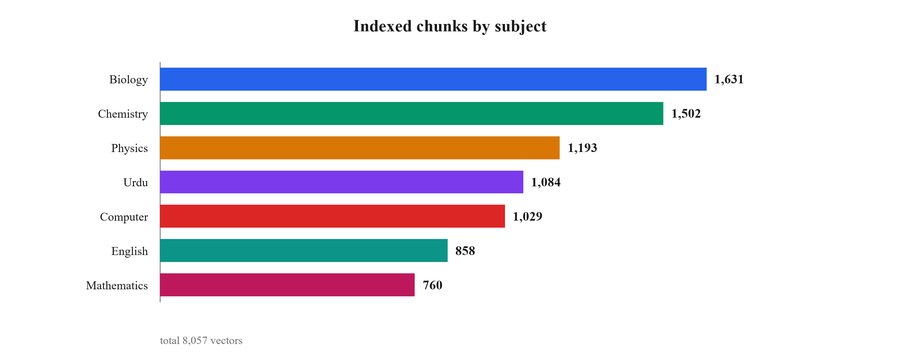 Indexed chunks by subject
Biology 1,631
Chemistry 1,502
Physics 1,193
Urdu 1,084
Computer 1,029
English 858
Mathematics 760
total 8,057 vectors